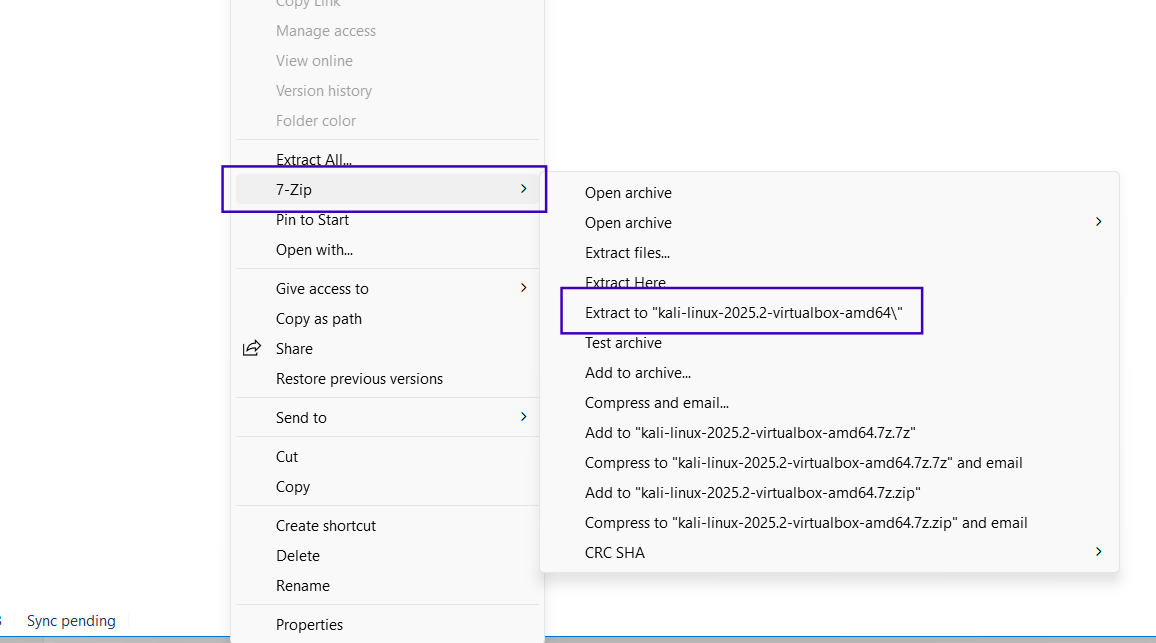 Copy Link
Manage access
View online
Version history
Folder color
Extract All...
7-Zip
Pin to Start
Open with...
Give access to
Copy as path
Share
Restore previous versions
Send to
Cut
Copy
Create shortcut
Delete
Rename
Properties
Open archive
Open archive
Extract files...
Extract Here
Extract to "kali-linux-2025.2-virtualbox-amd64\"
Test archive
Add to archive...
Compress and email...
Add to "kali-linux-2025.2-virtualbox-amd64.7z.7z"
Compress to "kali-linux-2025.2-virtualbox-amd64.7z.7z" and email
Add to "kali-linux-2025.2-virtualbox-amd64.7z.zip"
Compress to "kali-linux-2025.2-virtualbox-amd64.7z.zip" and email
CRC SHA
Sync pending